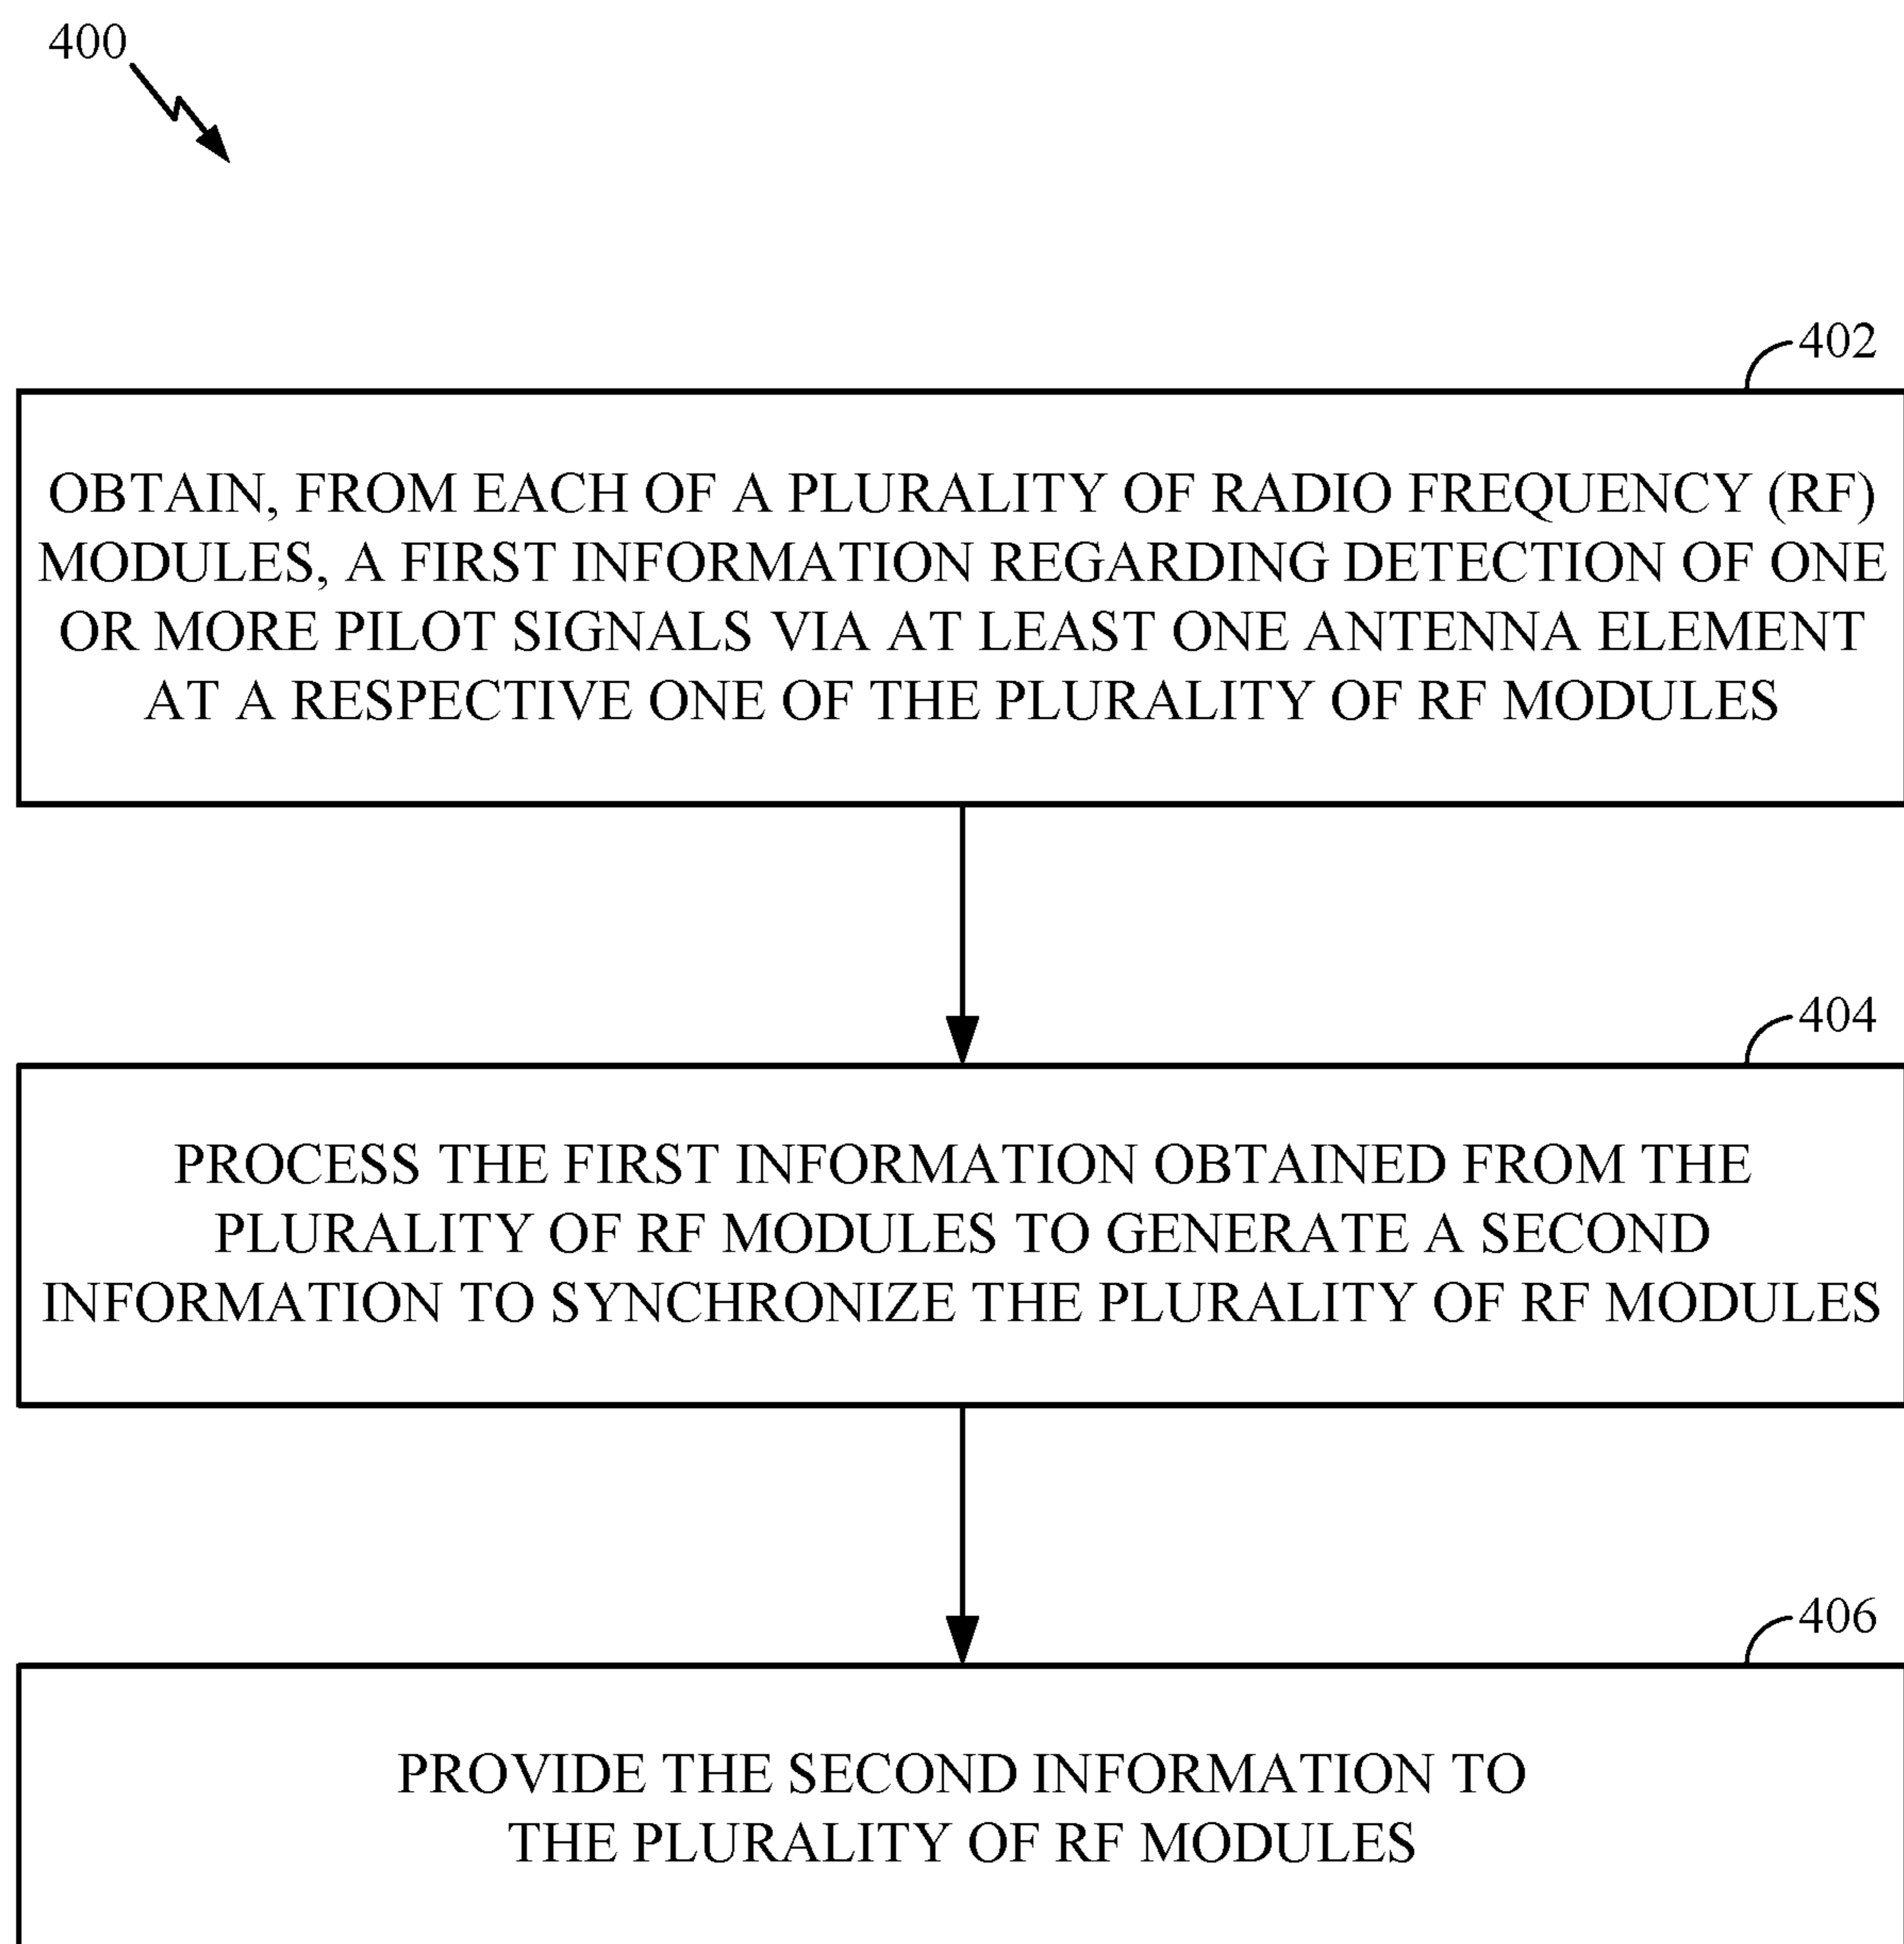 400
402
OBTAIN, FROM EACH OF A PLURALITY OF RADIO FREQUENCY (RF)
MODULES, A FIRST INFORMATION REGARDING DETECTION OF ONE
OR MORE PILOT SIGNALS VIA AT LEAST ONE ANTENNA ELEMENT
AT A RESPECTIVE ONE OF THE PLURALITY OF RF MODULES
404
PROCESS THE FIRST INFORMATION OBTAINED FROM THE
PLURALITY OF RF MODULES TO GENERATE A SECOND
INFORMATION TO SYNCHRONIZE THE PLURALITY OF RF MODULES
406
PROVIDE THE SECOND INFORMATION TO
THE PLURALITY OF RF MODULES